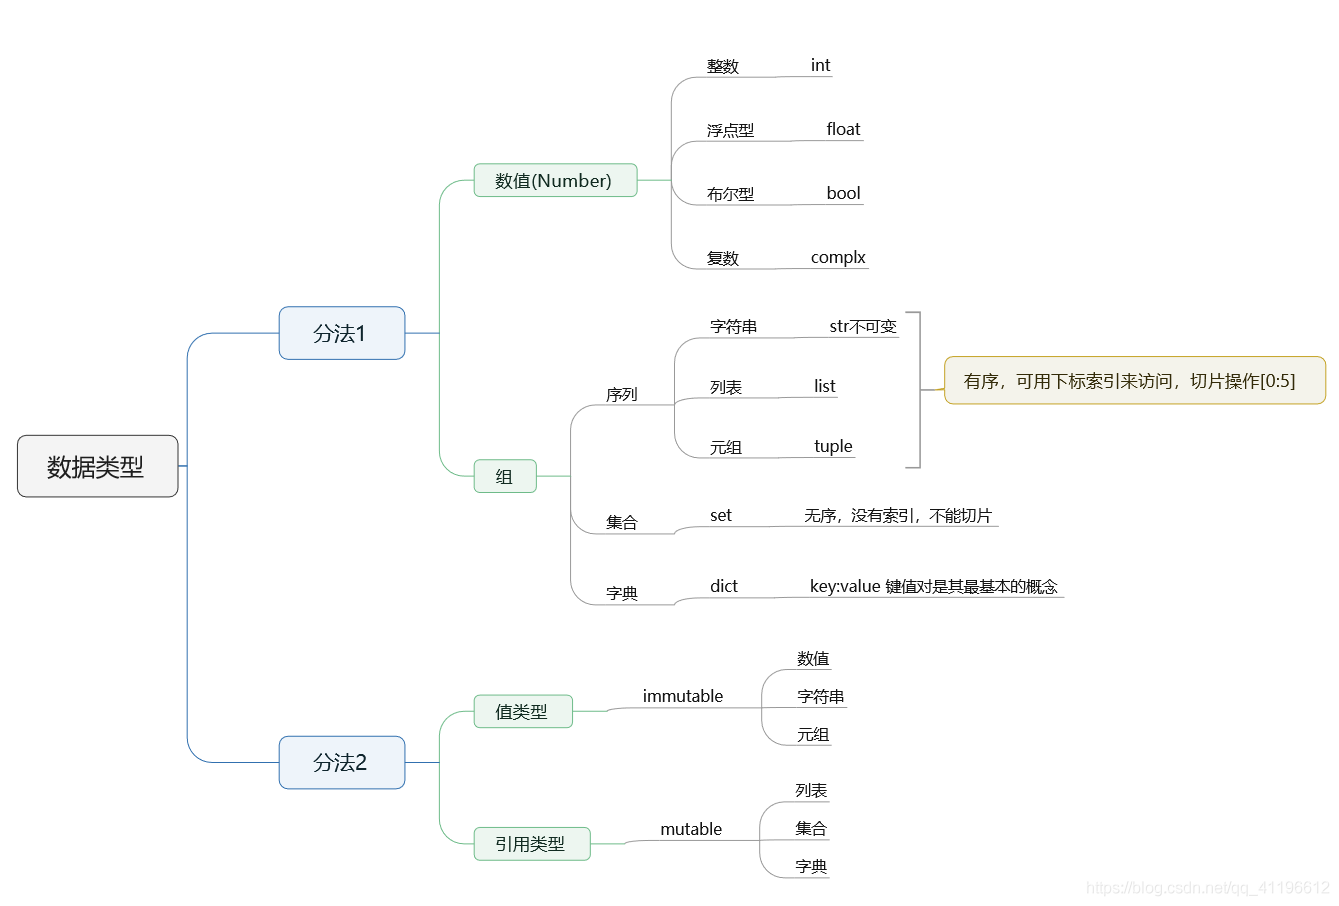 数据类型
分法1
数值(Number)
整数 int
浮点型 float
布尔型 bool
复数 complx
组
序列
字符串 str不可变
列表 list
元组 tuple
有序，可用下标索引来访问，切片操作[0:5]
集合 set 无序，没有索引，不能切片
字典 dict key:value 键值对是其最基本的概念
分法2
值类型 immutable
数值
字符串
元组
引用类型 mutable
列表
集合
字典
https://blog.csdn.net/qq_41196612